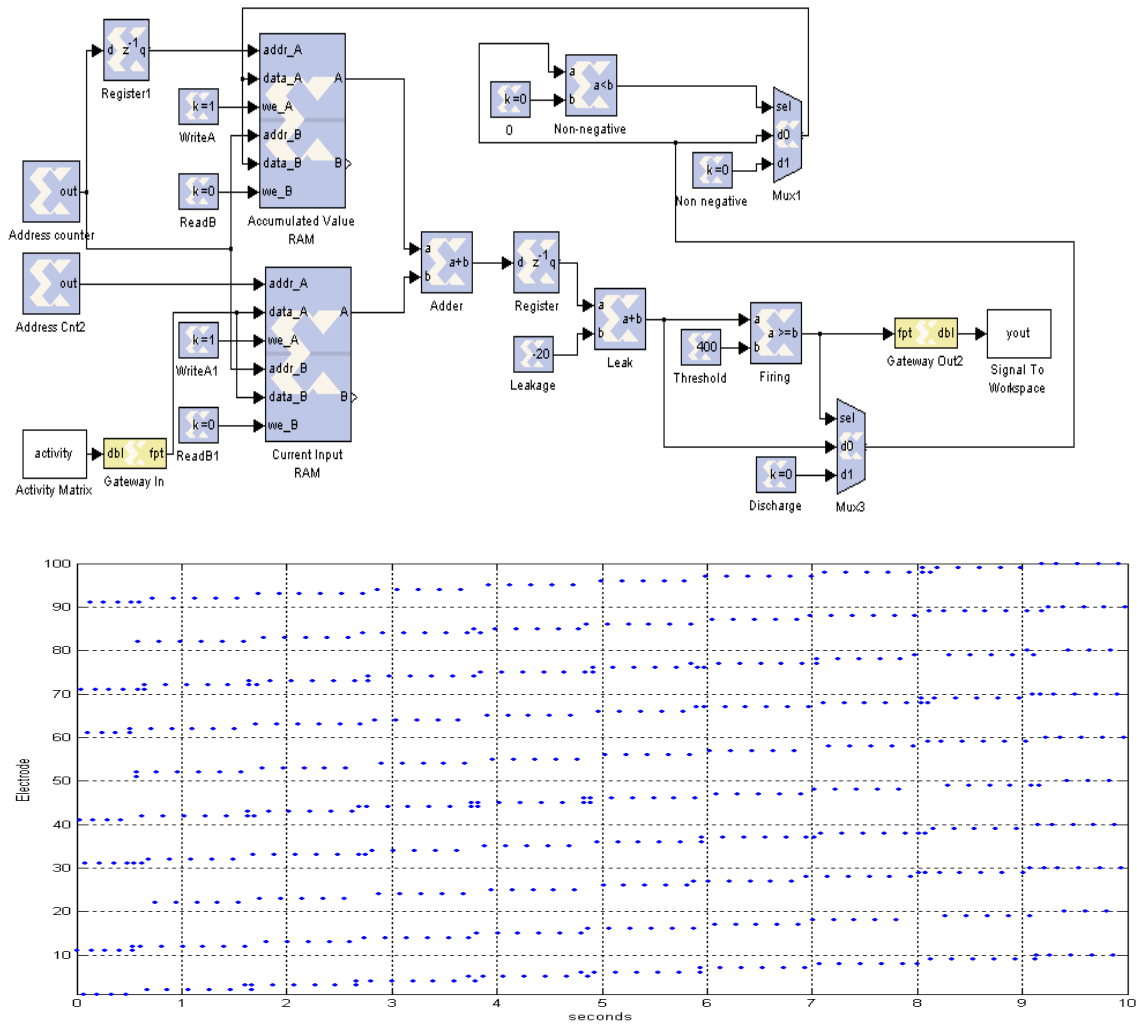 d z⁻¹ q
Register1
addr_A
data_A
we_A
addr_B
data_B
we_B
A
B
Accumulated Value
RAM
k =1
WriteA
k =0
ReadB
out
Address counter
out
Address Cnt2
addr_A
data_A
we_A
addr_B
data_B
we_B
A
B
Current Input
RAM
k =1
WriteA1
k =0
ReadB1
activity
Activity Matrix
dbl fpt
Gateway In
a
b
a+b
Adder
d z⁻¹ q
Register
-20
Leakage
a
b
a+b
Leak
400
Threshold
a
b
a >=b
Firing
fpt dbl
Gateway Out2
yout
Signal To
Workspace
k =0
0
a
b
a<b
Non-negative
k =0
Non negative
sel
d0
d1
Mux1
k =0
Discharge
sel
d0
d1
Mux3
100
90
80
70
60
50
40
30
20
10
Electrode
0 1 2 3 4 5 6 7 8 9 10
seconds